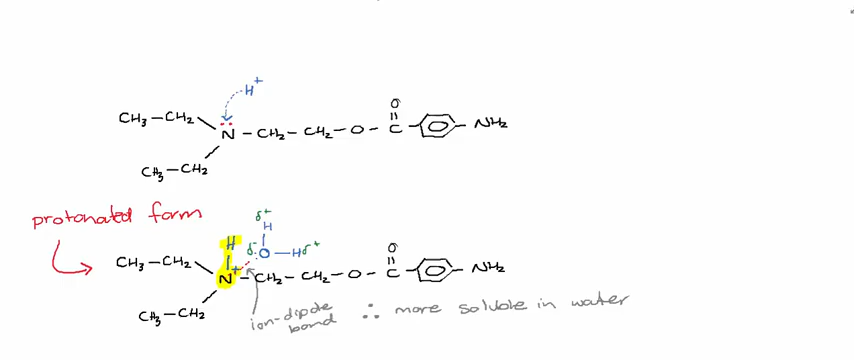 H+
O
CH3-CH2
N-CH2-CH2-O-C-NH2
CH3-CH2
protonated form
δ+
H
H
δ-
O-Hδ+
O
CH3-CH2
N+-CH2-CH2-O-C-NH2
CH3-CH2
ion-dipole bond
∴ more soluble in water